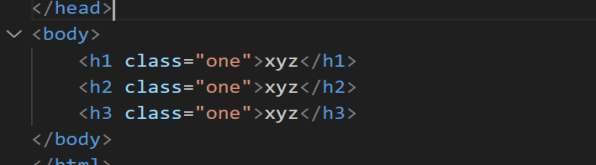 </head>
<body>
<h1 class="one">xyz</h1>
<h2 class="one">xyz</h2>
<h3 class="one">xyz</h3>
</body>
</html>